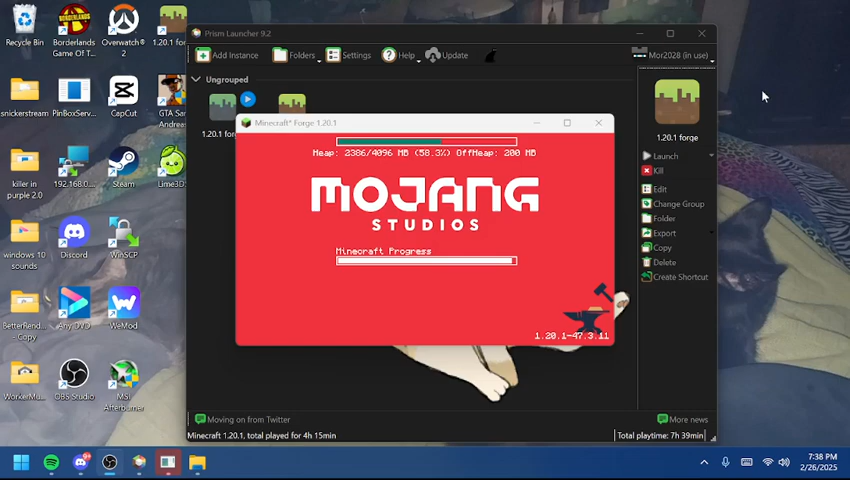 Recycle Bin
Borderlands Game Of T...
Overwatch® 2
1.20.1 for
snickerstream
PinBoxServ...
CapCut
GTA San Andreas
killer in purple 2.0
192.168.0....
Steam
Lime3D
windows 10 sounds
Discord
WinSCP
BetterRend... - Copy
Any DVD
WeMod
WorkerMu...
OBS Studio
MSI Afterburner
Prism Launcher 9.2
Add Instance
Folders
Settings
Help
Update
Mor2028 (in use)
Ungrouped
1.20.1 for
Minecraft* Forge 1.20.1
Heap: 2386/4096 MB (58.3%) OffHeap: 200 MB
MOJANG
STUDIOS
Minecraft Progress
1.20.1-47.3.11
1.20.1 forge
Launch
Kill
Edit
Change Group
Folder
Export
Copy
Delete
Create Shortcut
Moving on from Twitter
More news
Minecraft 1.20.1, total played for 4h 15min
Total playtime: 7h 39min
7:38 PM
2/26/2025